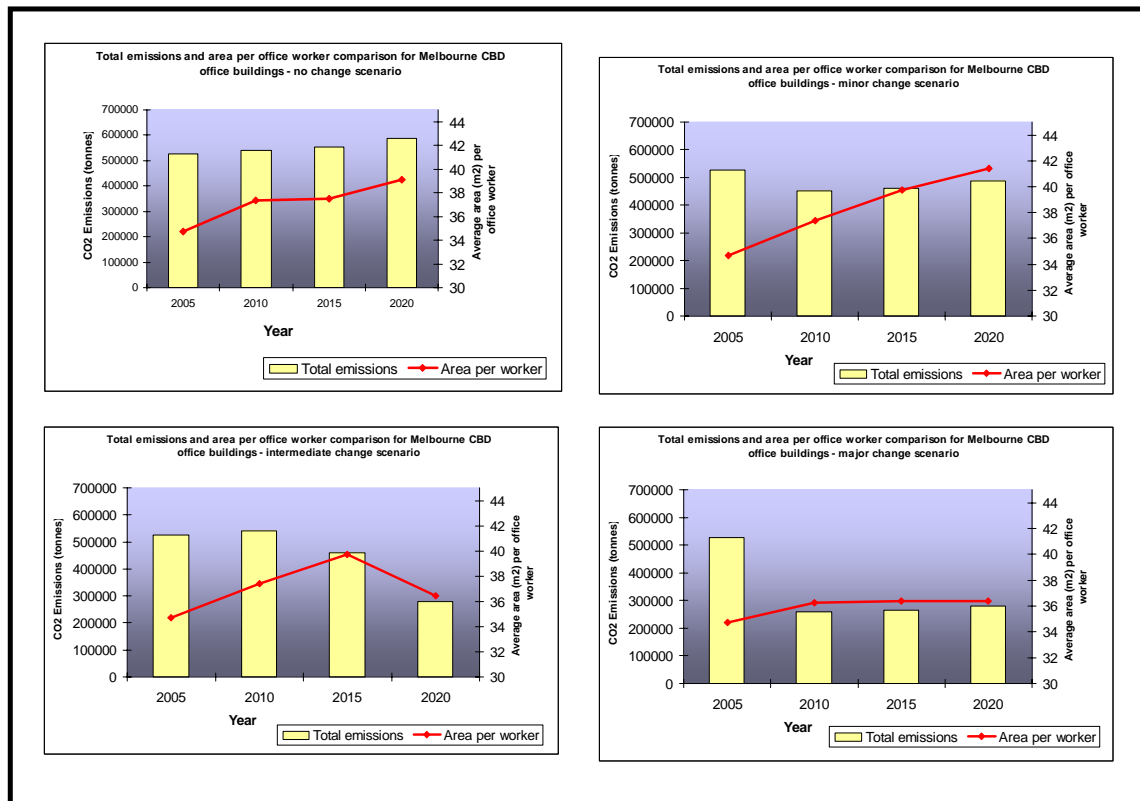 Total emissions and area per office worker comparison for Melbourne CBD
office buildings - no change scenario
CO2 Emissions (tonnes)
700000
600000
500000
400000
300000
200000
100000
0
44
42
40
38
36
34
32
30
Average area (m2) per
office worker
2005 2010 2015 2020
Year
Total emissions Area per worker
Total emissions and area per office worker comparison for Melbourne CBD
office buildings - minor change scenario
CO2 Emissions (tonnes)
700000
600000
500000
400000
300000
200000
100000
0
44
42
40
38
36
34
32
30
Average area (m2) per office
worker
2005 2010 2015 2020
Year
Total emissions Area per worker
Total emissions and area per office worker comparison for Melbourne CBD
office buildings - intermediate change scenario
CO2 Emissions (tonnes)
700000
600000
500000
400000
300000
200000
100000
0
44
42
40
38
36
34
32
30
Average area (m2) per office
worker
2005 2010 2015 2020
Year
Total emissions Area per worker
Total emissions and area per office worker comparison for Melbourne CBD
office buildings - major change scenario
CO2 Emissions (tonnes)
700000
600000
500000
400000
300000
200000
100000
0
44
42
40
38
36
34
32
30
Average area (m2) per office
worker
2005 2010 2015 2020
Year
Total emissions Area per worker